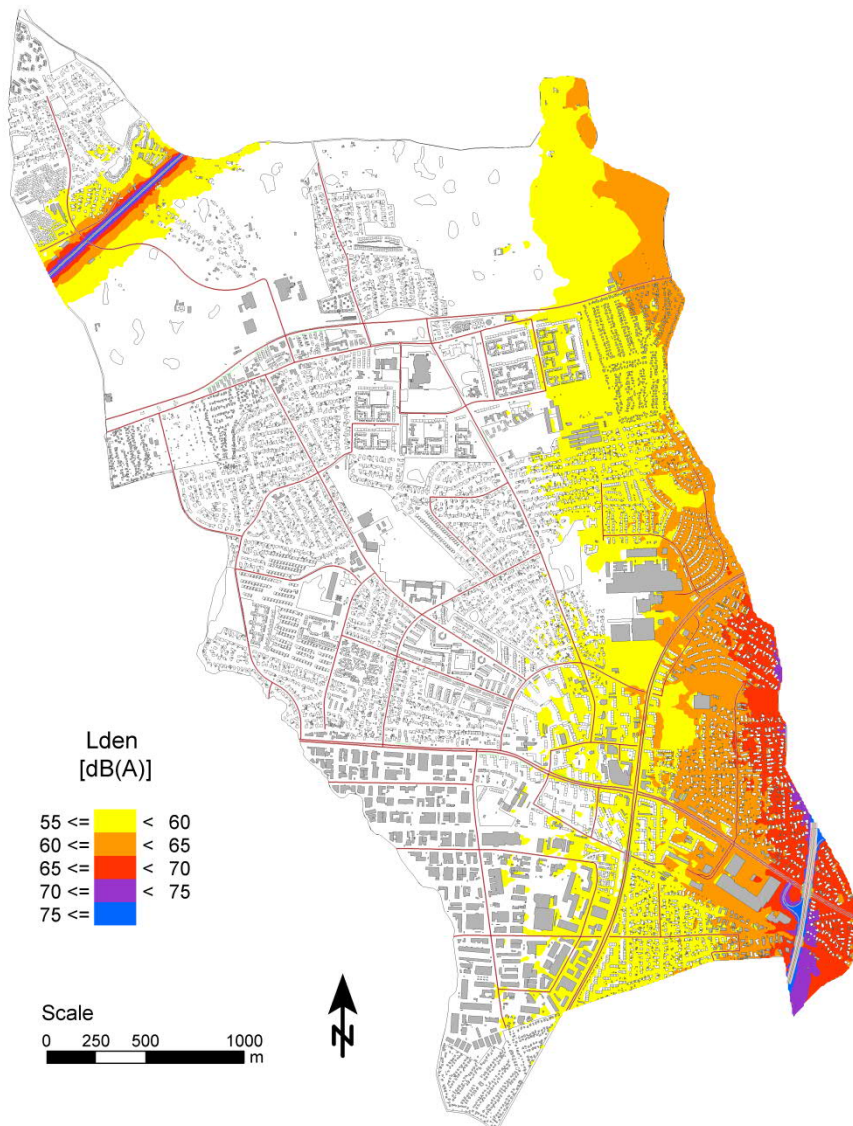 Lden
[dB(A)]
55 <= < 60
60 <= < 65
65 <= < 70
70 <= < 75
75 <=
Scale
0 250 500 1000
m
N